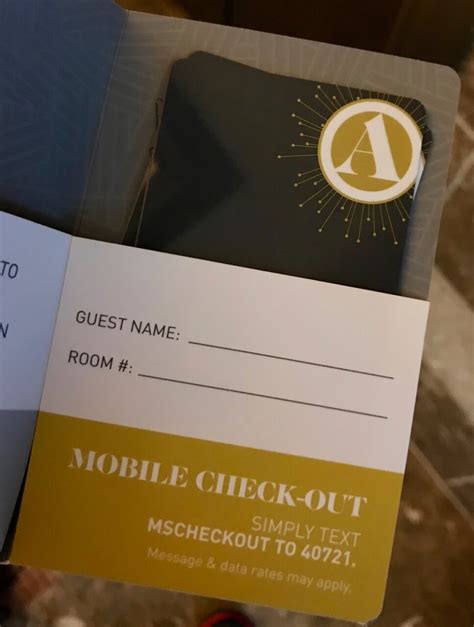 A
TO
N
GUEST NAME:
ROOM #:
MOBILE CHECK-OUT
SIMPLY TEXT
MSCHECKOUT TO 40721.
Message & data rates may apply.